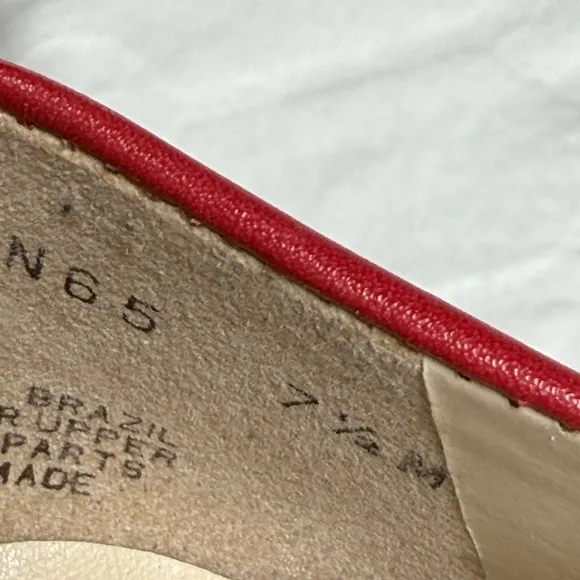 N65
7 ½ M
BRAZIL
R UPPER
PARTS
MADE